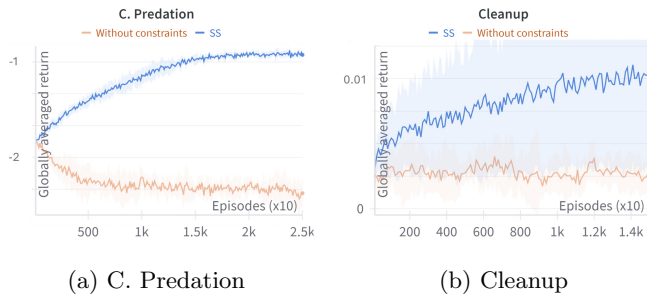 C. Predation
Without constraints SS
Globally averaged return
-1
-2
Episodes (x10)
500 1k 1.5k 2k 2.5k
Cleanup
SS Without constraints
Globally averaged return
0.01
0
Episodes (x10)
200 400 600 800 1k 1.2k 1.4k
(a) C. Predation
(b) Cleanup